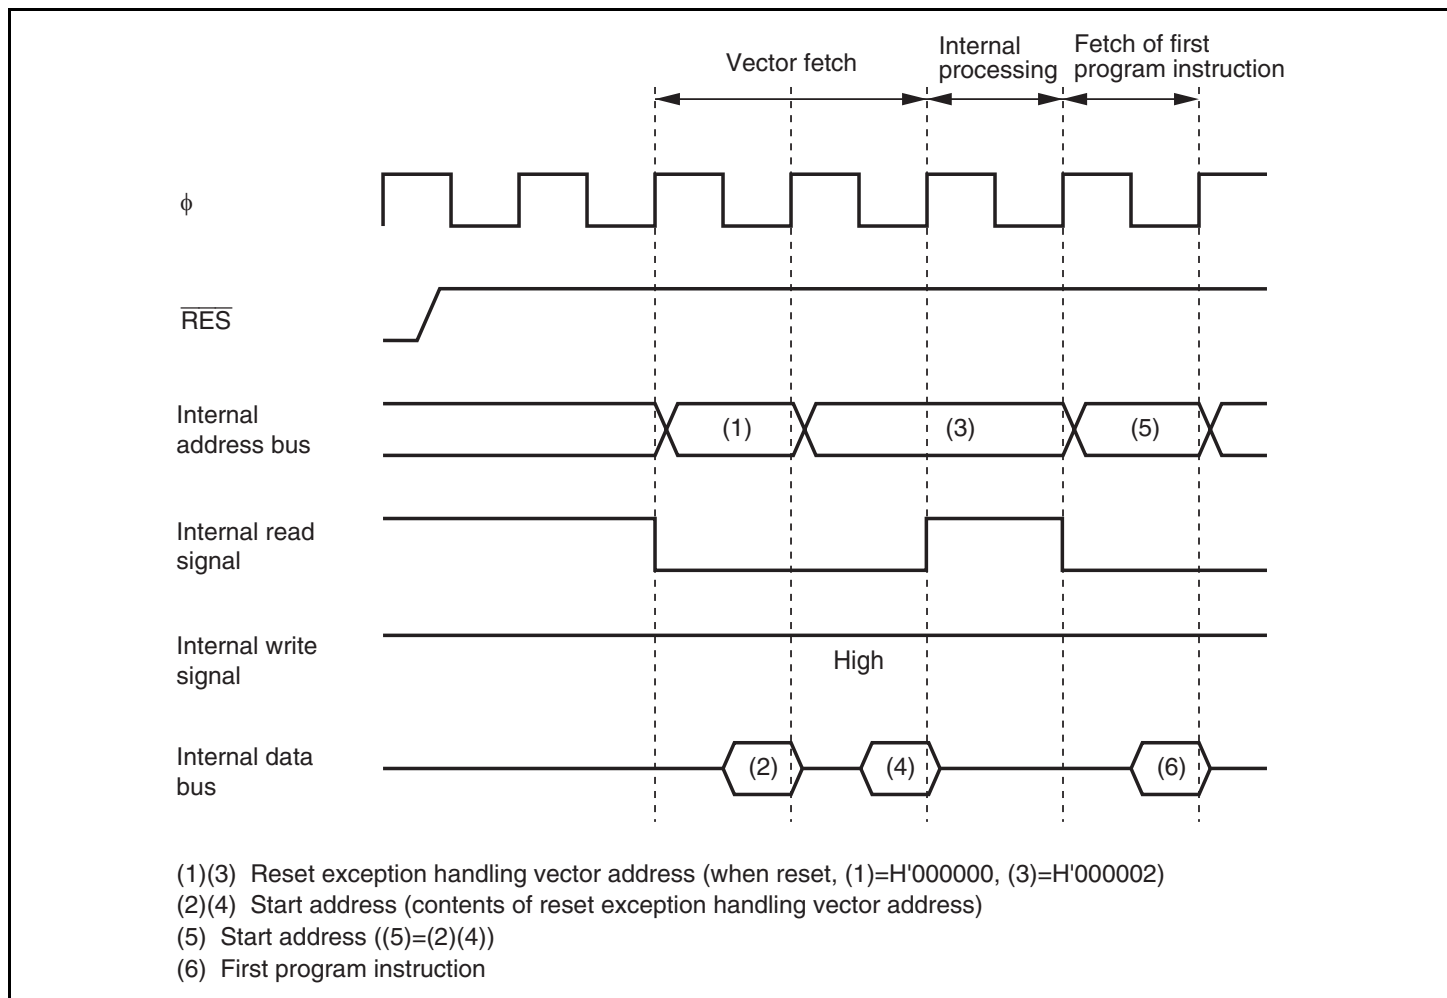 Vector fetch
Internal
processing
Fetch of first
program instruction
ϕ
RES
Internal
address bus
(1)
(3)
(5)
Internal read
signal
Internal write
signal
High
Internal data
bus
(2)
(4)
(6)
(1)(3) Reset exception handling vector address (when reset, (1)=H'000000, (3)=H'000002)
(2)(4) Start address (contents of reset exception handling vector address)
(5) Start address ((5)=(2)(4))
(6) First program instruction